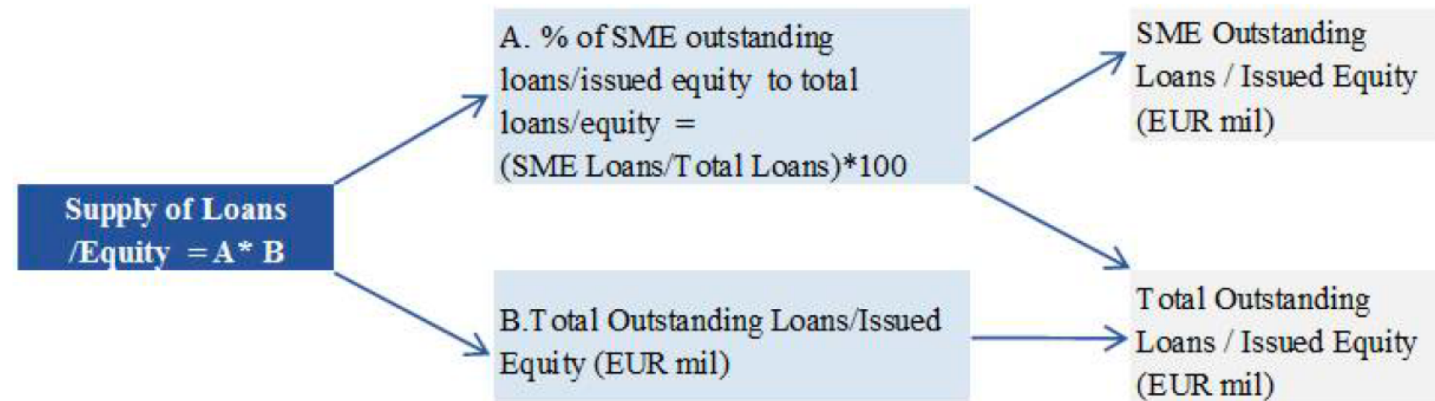 Supply of Loans
/Equity = A* B
A. % of SME outstanding
loans/issued equity to total
loans/equity =
(SME Loans/Total Loans)*100
B.Total Outstanding Loans/Issued
Equity (EUR mil)
SME Outstanding
Loans / Issued Equity
(EUR mil)
Total Outstanding
Loans / Issued Equity
(EUR mil)